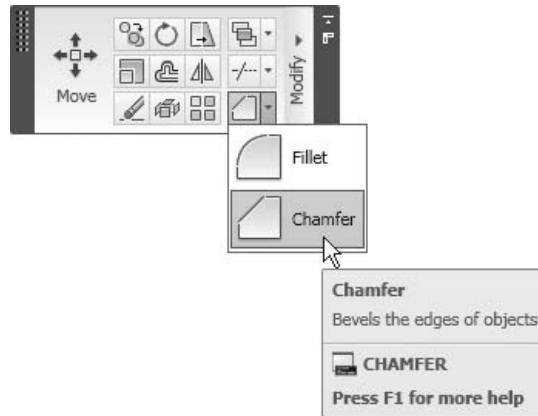 Move
Modify
Fillet
Chamfer
Chamfer
Bevels the edges of objects
CHAMFER
Press F1 for more help